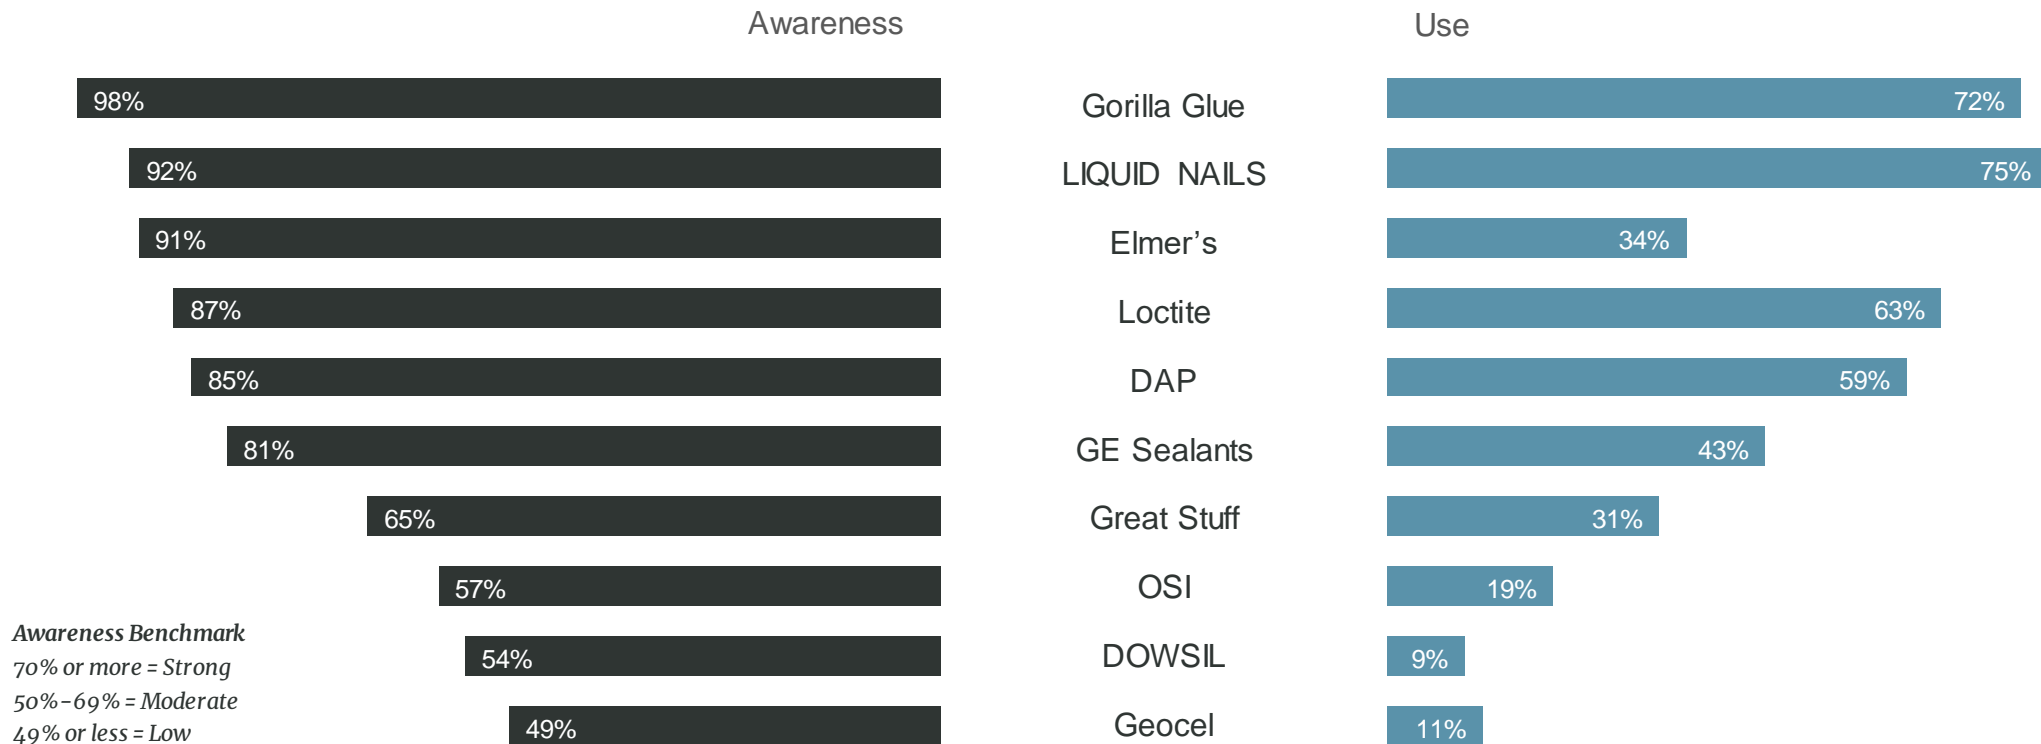 Awareness
Use
98% Gorilla Glue 72%
92% LIQUID NAILS 75%
91% Elmer’s 34%
87% Loctite 63%
85% DAP 59%
81% GE Sealants 43%
65% Great Stuff 31%
57% OSI 19%
54% DOWSIL 9%
49% Geocel 11%
Awareness Benchmark
70% or more = Strong
50%-69% = Moderate
49% or less = Low